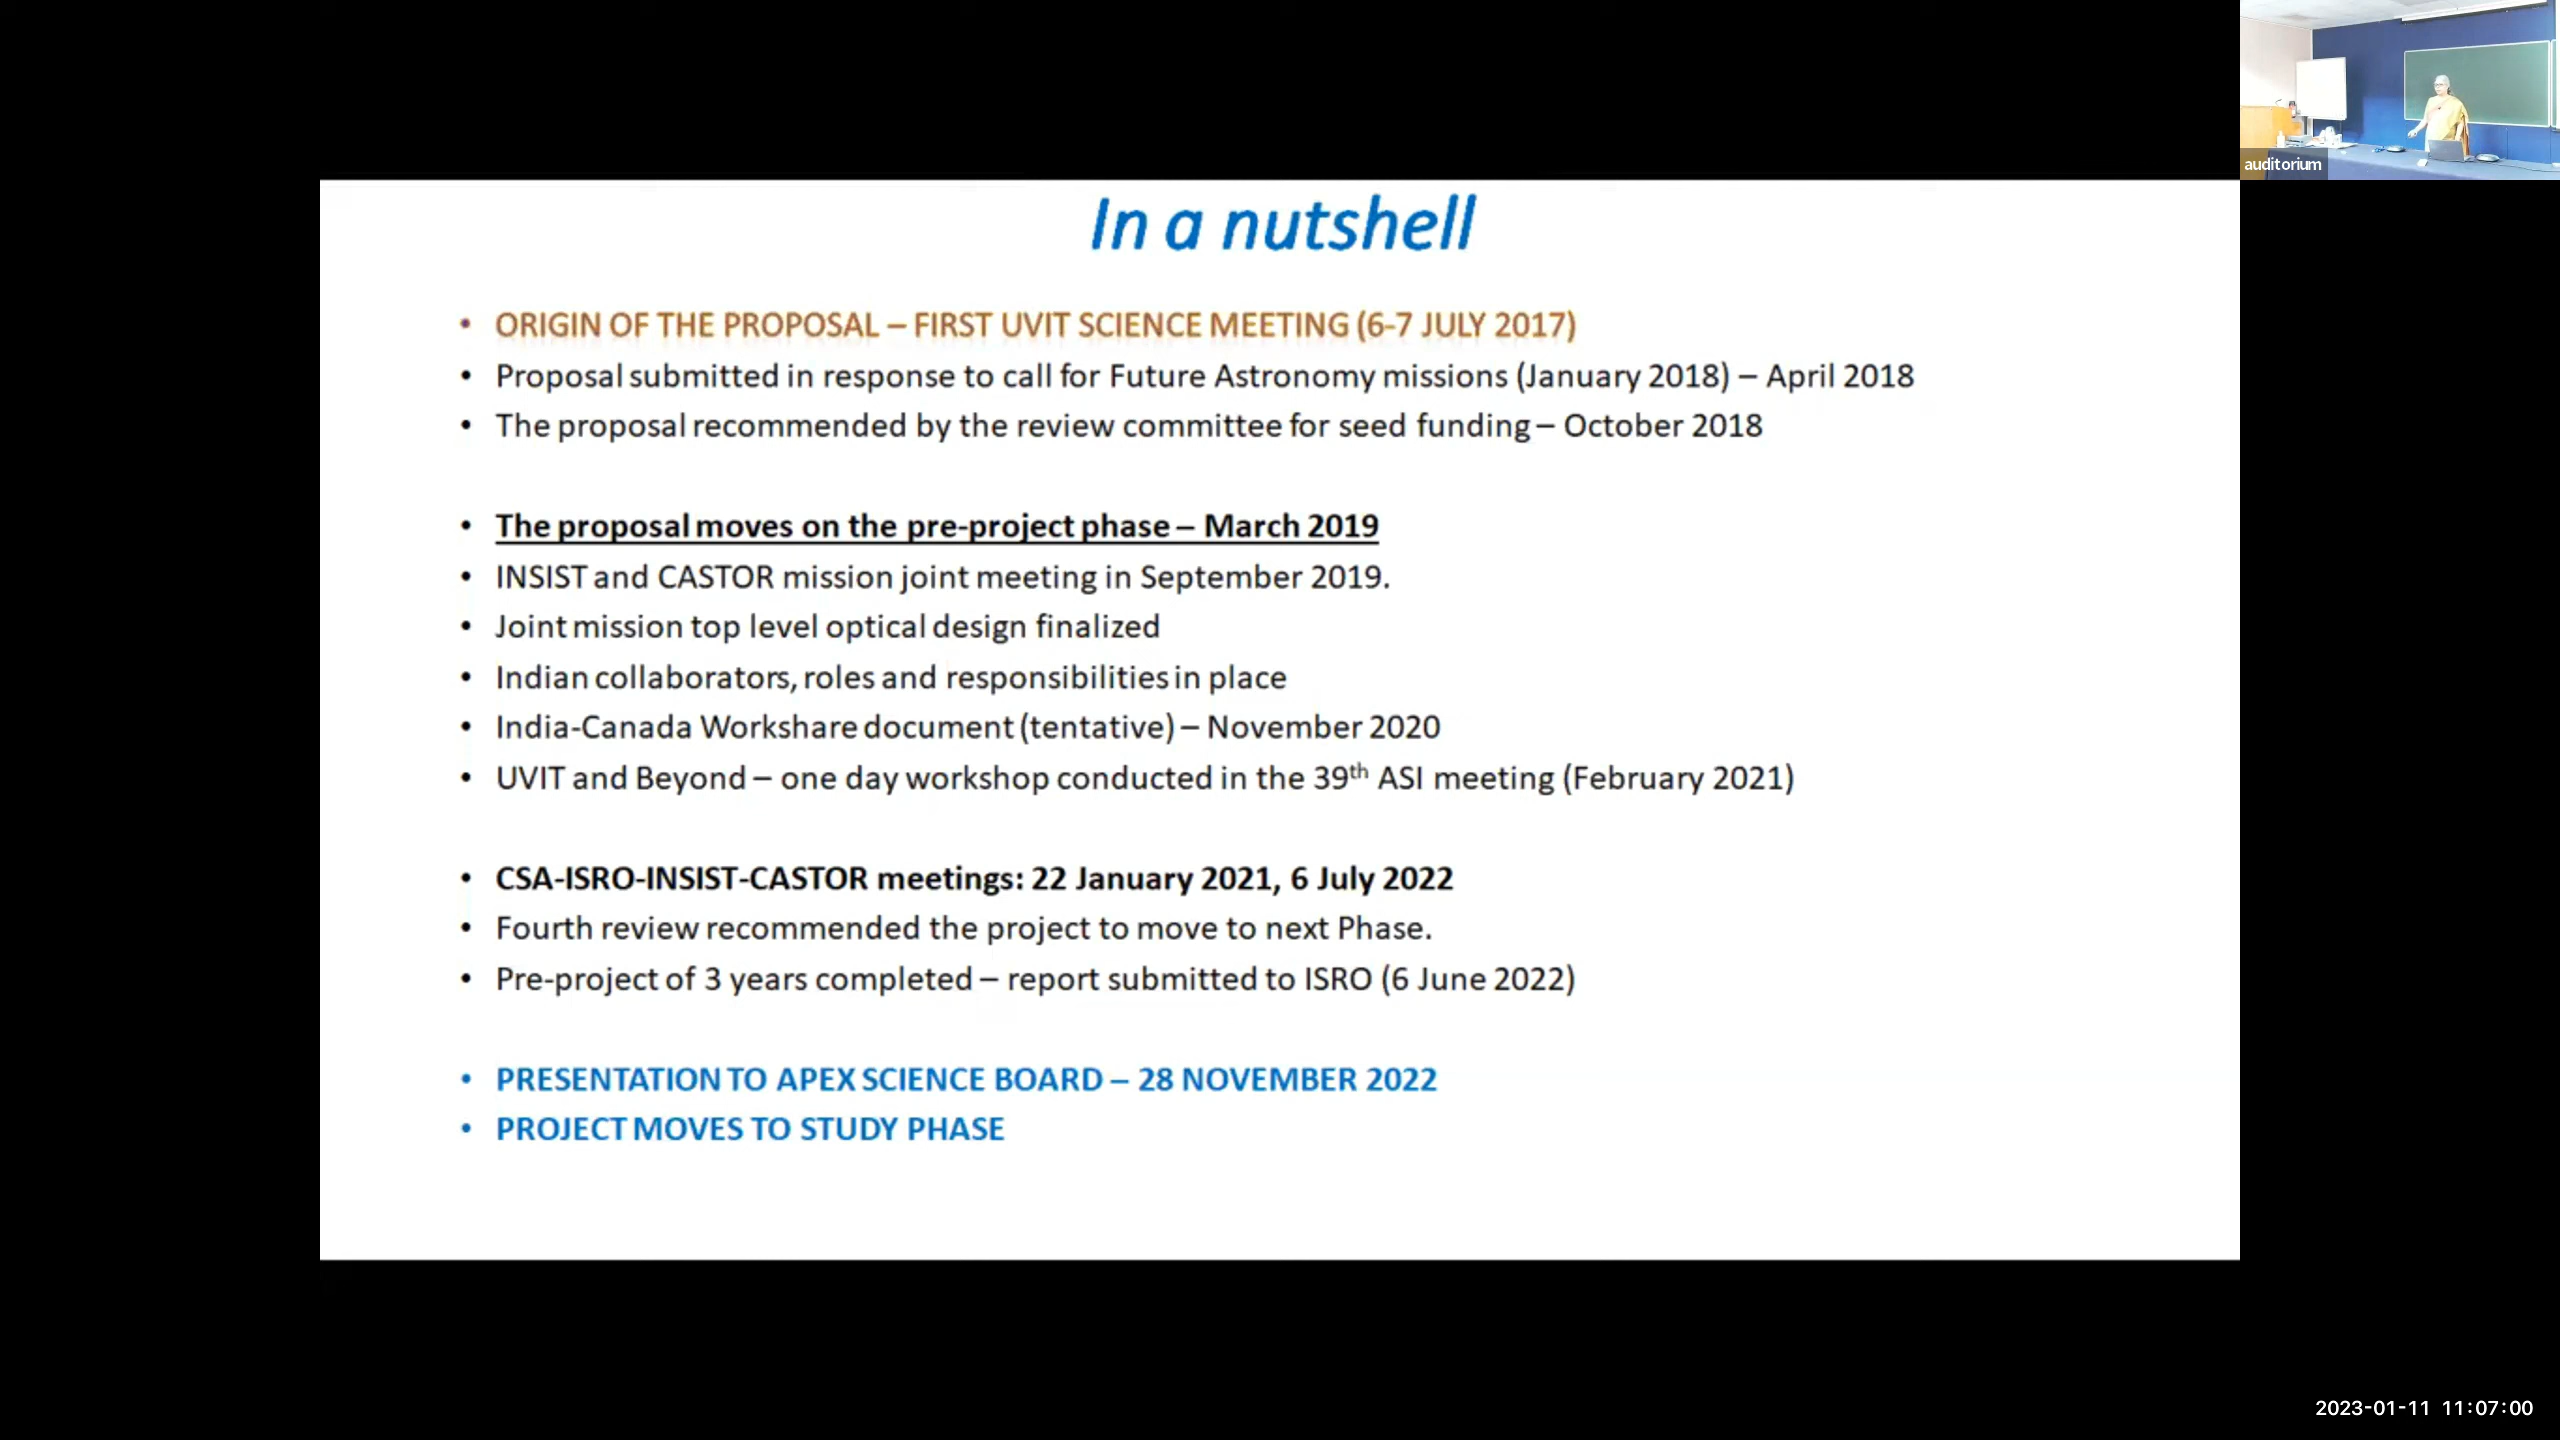 auditorium
In a nutshell
• ORIGIN OF THE PROPOSAL – FIRST UVIT SCIENCE MEETING (6-7 JULY 2017)
• Proposal submitted in response to call for Future Astronomy missions (January 2018) – April 2018
• The proposal recommended by the review committee for seed funding – October 2018
• The proposal moves on the pre-project phase – March 2019
• INSIST and CASTOR mission joint meeting in September 2019.
• Joint mission top level optical design finalized
• Indian collaborators, roles and responsibilities in place
• India-Canada Workshare document (tentative) – November 2020
• UVIT and Beyond – one day workshop conducted in the 39th ASI meeting (February 2021)
• CSA-ISRO-INSIST-CASTOR meetings: 22 January 2021, 6 July 2022
• Fourth review recommended the project to move to next Phase.
• Pre-project of 3 years completed – report submitted to ISRO (6 June 2022)
• PRESENTATION TO APEX SCIENCE BOARD – 28 NOVEMBER 2022
• PROJECT MOVES TO STUDY PHASE
2023-01-11 11:07:00